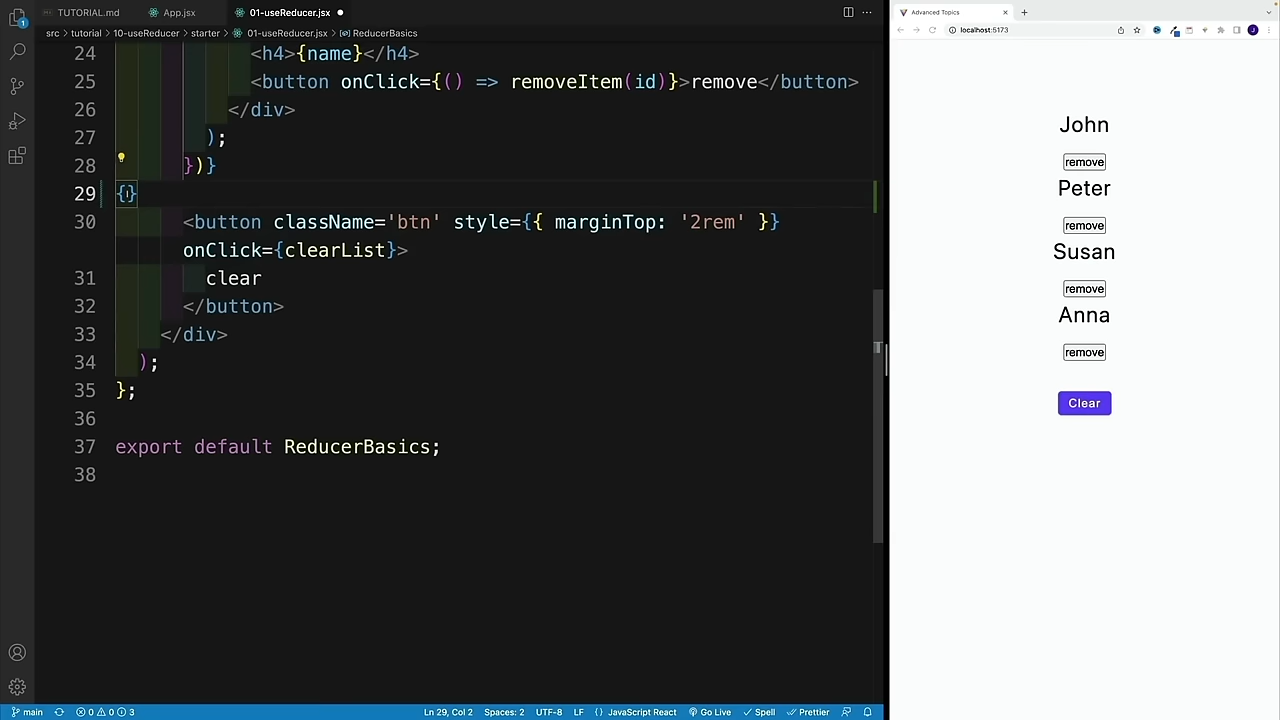 TUTORIAL.md
App.jsx
01-useReducer.jsx
src › tutorial › 10-useReducer › starter › 01-useReducer.jsx › ReducerBasics
24 <h4>{name}</h4>
25 <button onClick={() => removeItem(id)}>remove</button>
26 </div>
27 );
28 })}
29 {}
30 <button className='btn' style={{ marginTop: '2rem' }}
onClick={clearList}>
31 clear
32 </button>
33 </div>
34 );
35 };
36
37 export default ReducerBasics;
38
1
main
0 0 3
Ln 29, Col 2
Spaces: 2
UTF-8
LF
JavaScript React
Go Live
Spell
Prettier
Advanced Topics
localhost:5173
J
John
remove
Peter
remove
Susan
remove
Anna
remove
Clear